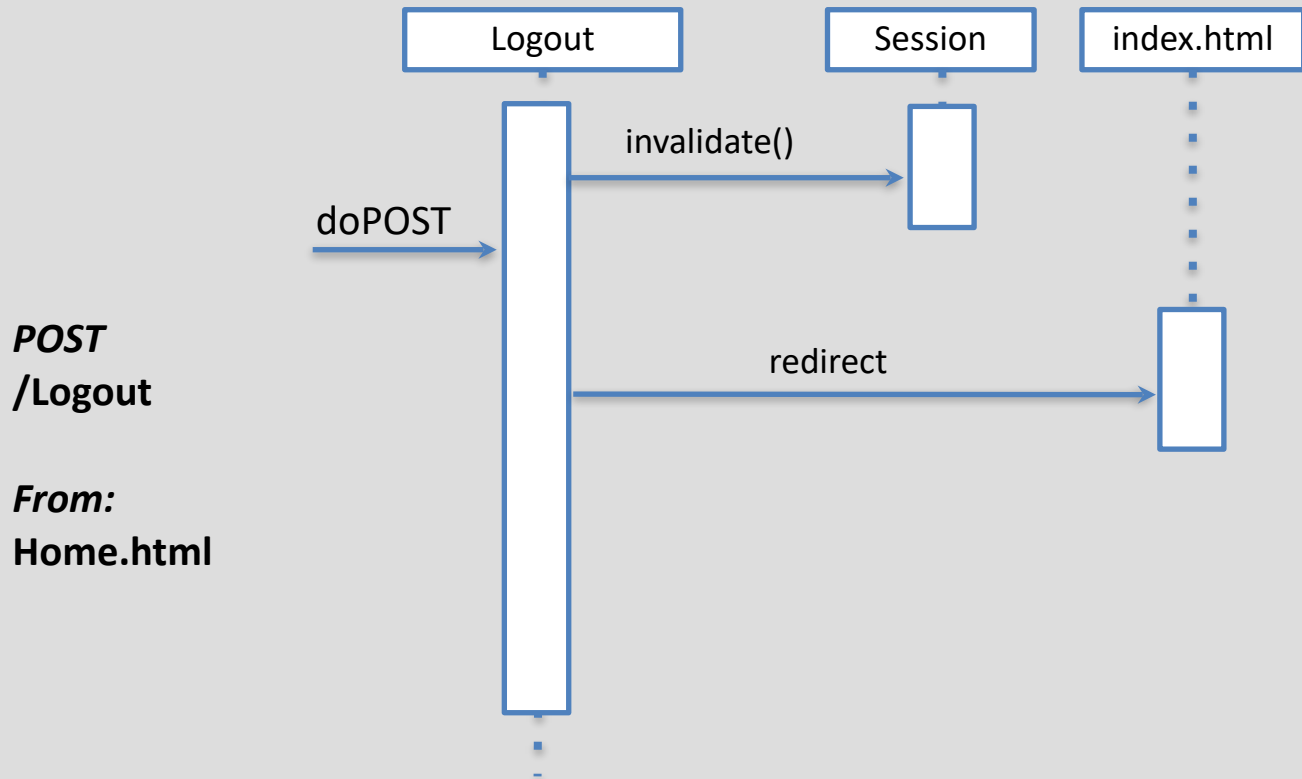 Logout
Session
index.html
invalidate()
doPOST
POST
/Logout
redirect
From:
Home.html